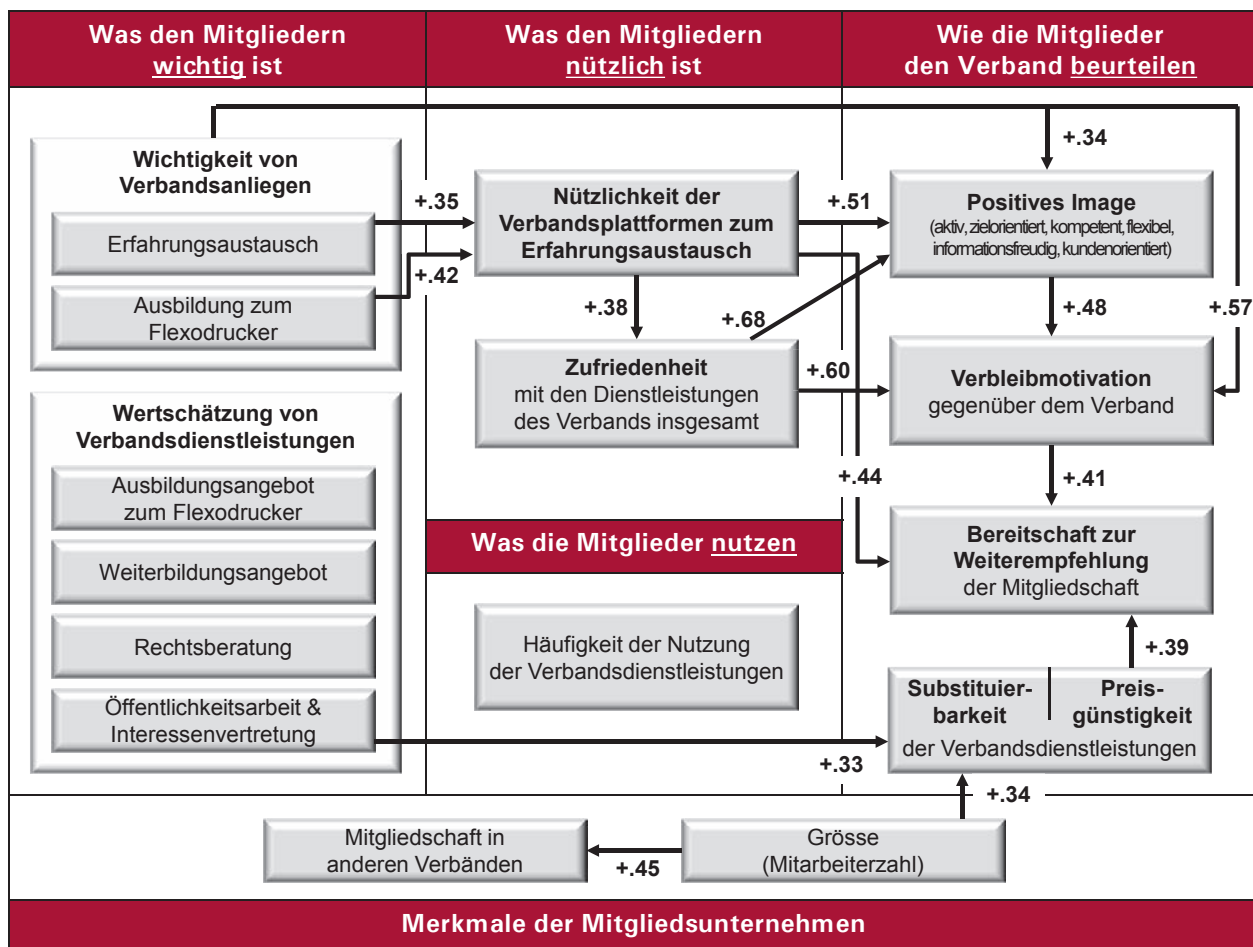 Was den Mitgliedern
wichtig ist
Was den Mitgliedern
nützlich ist
Wie die Mitglieder
den Verband beurteilen
Wichtigkeit von
Verbandsanliegen
Erfahrungsaustausch
Ausbildung zum
Flexodrucker
+.35
+.42
Nützlichkeit der
Verbandsplattformen zum
Erfahrungsaustausch
+.51
+.34
Positives Image
(aktiv, zielorientiert, kompetent, flexibel,
informationsfreudig, kundenorientiert)
+.38
+.68
+.48
+.57
Zufriedenheit
mit den Dienstleistungen
des Verbands insgesamt
+.60
Verbleibmotivation
gegenüber dem Verband
Wertschätzung von
Verbandsdienstleistungen
Ausbildungsangebot
zum Flexodrucker
Weiterbildungsangebot
Rechtsberatung
Öffentlichkeitsarbeit &
Interessenvertretung
+.44
+.41
Was die Mitglieder nutzen
Bereitschaft zur
Weiterempfehlung
der Mitgliedschaft
Häufigkeit der Nutzung
der Verbandsdienstleistungen
+.39
Substituier-
barkeit
Preis-
günstigkeit
der Verbandsdienstleistungen
+.33
+.34
Mitgliedschaft in
anderen Verbänden
+.45
Grösse
(Mitarbeiterzahl)
Merkmale der Mitgliedsunternehmen